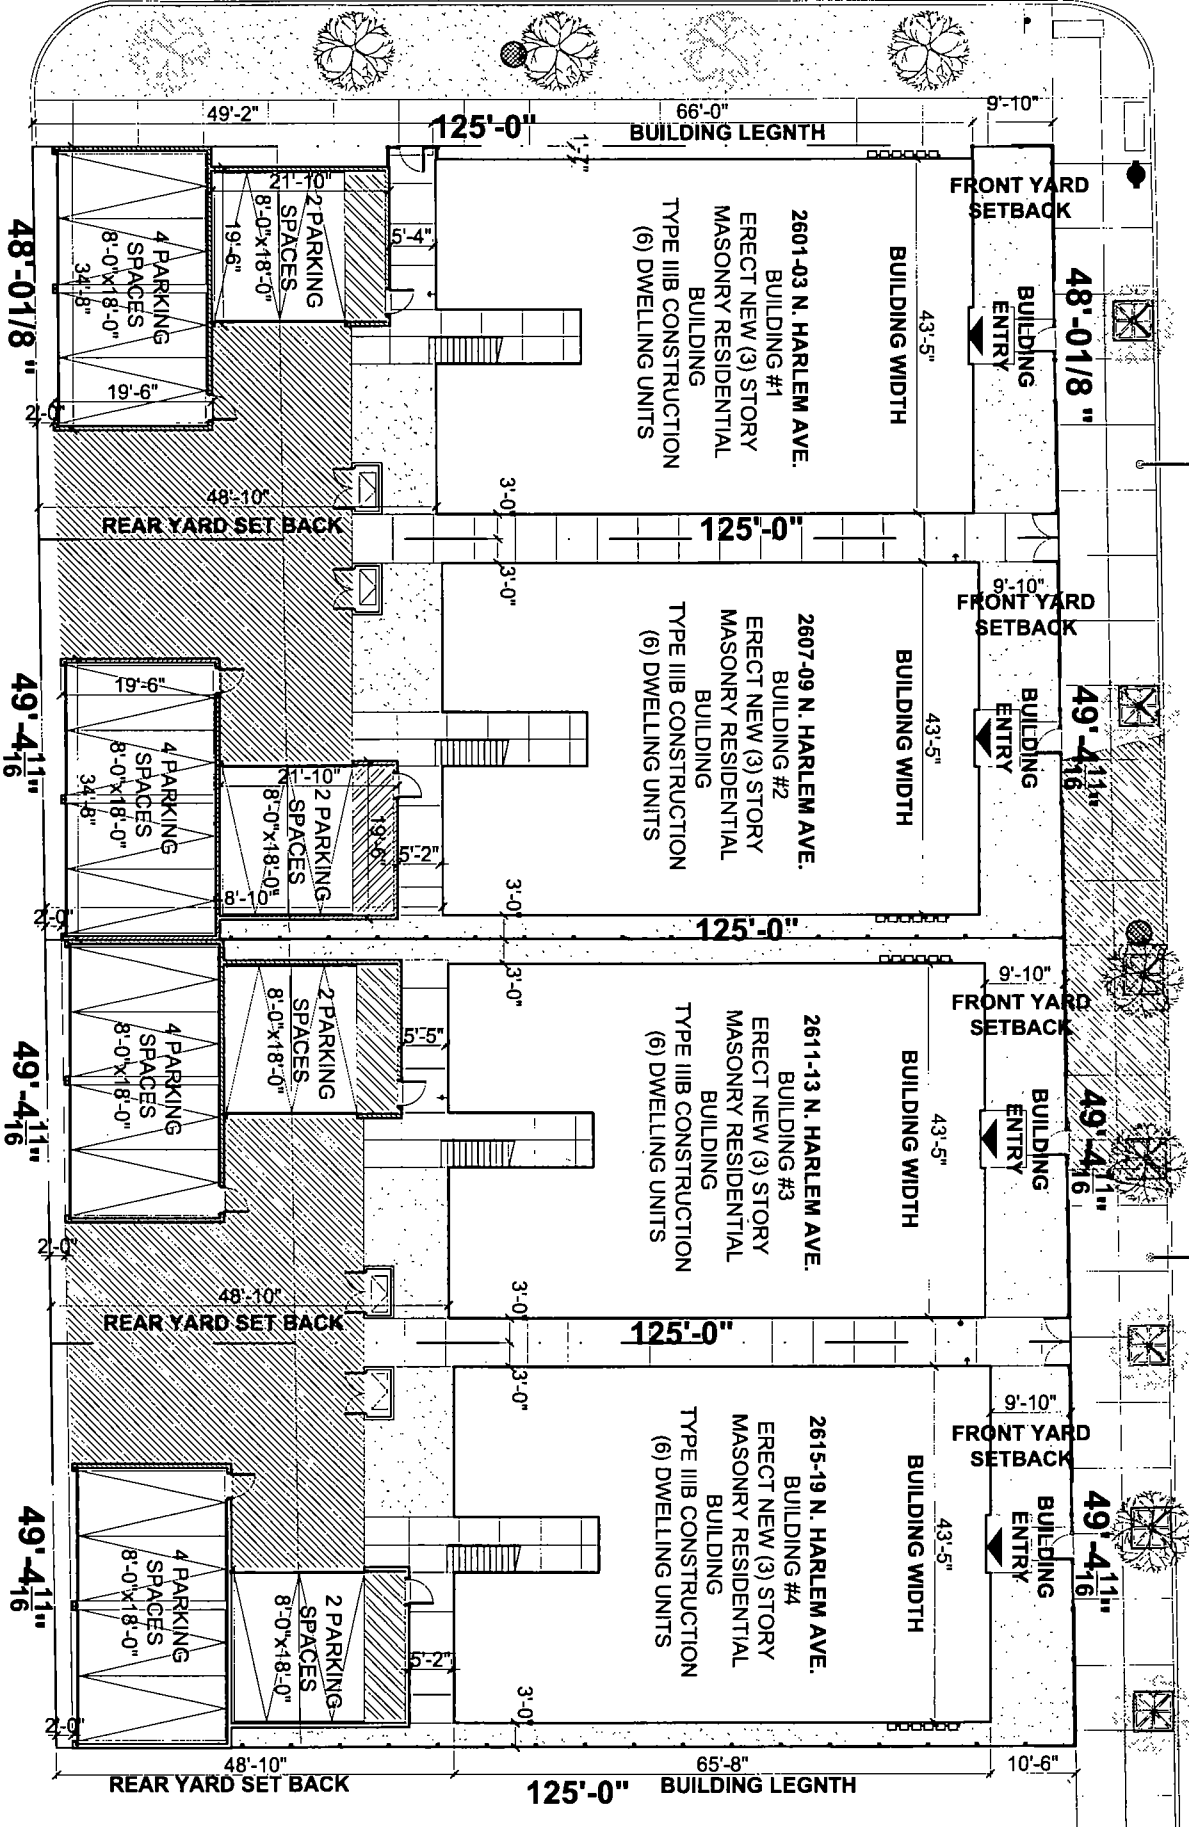 49'-2"
66'-0"
9'-10"
125'-0"
BUILDING LEGNTH
1'-7"
FRONT YARD
SETBACK
48'-01/8 "
4 PARKING
SPACES
8'-0"x18'-0"
34'-8"
19'-6"
2'-0"
21'-10"
2 PARKING
SPACES
8'-0"x18'-0"
19'-6"
5'-4"
2601-03 N. HARLEM AVE.
BUILDING #1
ERECT NEW (3) STORY
MASONRY RESIDENTIAL
BUILDING
TYPE IIIB CONSTRUCTION
(6) DWELLING UNITS
BUILDING WIDTH
43'-5"
BUILDING
ENTRY
48'-01/8 "
48'-10"
REAR YARD SET BACK
3'-0"
125'-0"
3'-0"
9'-10"
FRONT YARD
SETBACK
49'-4 11/16"
19'-6"
4 PARKING
SPACES
8'-0"x18'-0"
34'-8"
2'-0"
21'-10"
2 PARKING
SPACES
8'-0"x18'-0"
19'-6"
8'-10"
5'-2"
2607-09 N. HARLEM AVE.
BUILDING #2
ERECT NEW (3) STORY
MASONRY RESIDENTIAL
BUILDING
TYPE IIIB CONSTRUCTION
(6) DWELLING UNITS
BUILDING WIDTH
43'-5"
BUILDING
ENTRY
49'-4 11/16"
3'-0"
125'-0"
3'-0"
9'-10"
FRONT YARD
SETBACK
49'-4 11/16"
4 PARKING
SPACES
8'-0"x18'-0"
2'-0"
2 PARKING
SPACES
8'-0"x18'-0"
5'-5"
2611-13 N. HARLEM AVE.
BUILDING #3
ERECT NEW (3) STORY
MASONRY RESIDENTIAL
BUILDING
TYPE IIIB CONSTRUCTION
(6) DWELLING UNITS
BUILDING WIDTH
43'-5"
BUILDING
ENTRY
49'-4 11/16"
48'-10"
REAR YARD SET BACK
3'-0"
125'-0"
3'-0"
9'-10"
FRONT YARD
SETBACK
49'-4 11/16"
4 PARKING
SPACES
8'-0"x18'-0"
2'-0"
2 PARKING
SPACES
8'-0"x18'-0"
5'-2"
2615-19 N. HARLEM AVE.
BUILDING #4
ERECT NEW (3) STORY
MASONRY RESIDENTIAL
BUILDING
TYPE IIIB CONSTRUCTION
(6) DWELLING UNITS
BUILDING WIDTH
43'-5"
BUILDING
ENTRY
49'-4 11/16"
3'-0"
48'-10"
65'-8"
10'-6"
REAR YARD SET BACK
125'-0"
BUILDING LEGNTH